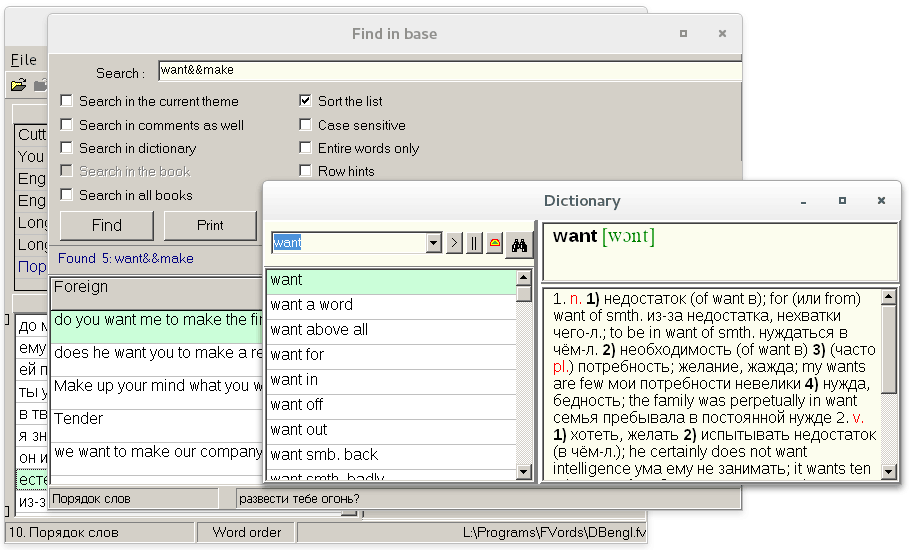 Find in base
File
Search :
want&&make
Search in the current theme
Sort the list
Search in comments as well
Case sensitive
Search in dictionary
Entire words only
Search in the book
Row hints
Search in all books
Find
Print
Found 5: want&&make
Foreign
do you want me to make the
does he want you to make a
Make up your mind what you
Tender
we want to make our company
Порядок слов
развести тебе огонь?
Cutt
You
Eng
Eng
Long
Long
Пор
до м
ему
ей п
ты у
в тв
я зн
он и
есте
из-з
10. Порядок слов
Word order
L:\Programs\FVords\DBengl.fv
Dictionary
want
want
want a word
want above all
want for
want in
want off
want out
want smb. back
want smth. badly
want [wɔnt]
1. n. 1) недостаток (of want в); for (или from)
want of smth. из-за недостатка, нехватки
чего-л.; to be in want of smth. нуждаться в
чём-л. 2) необходимость (of want в) 3) (часто
pl.) потребность; желание, жажда; my wants
are few мои потребности невелики 4) нужда,
бедность; the family was perpetually in want
семья пребывала в постоянной нужде 2. v.
1) хотеть, желать 2) испытывать недостаток
(в чём-л.); he certainly does not want
intelligence ума ему не занимать; it wants ten